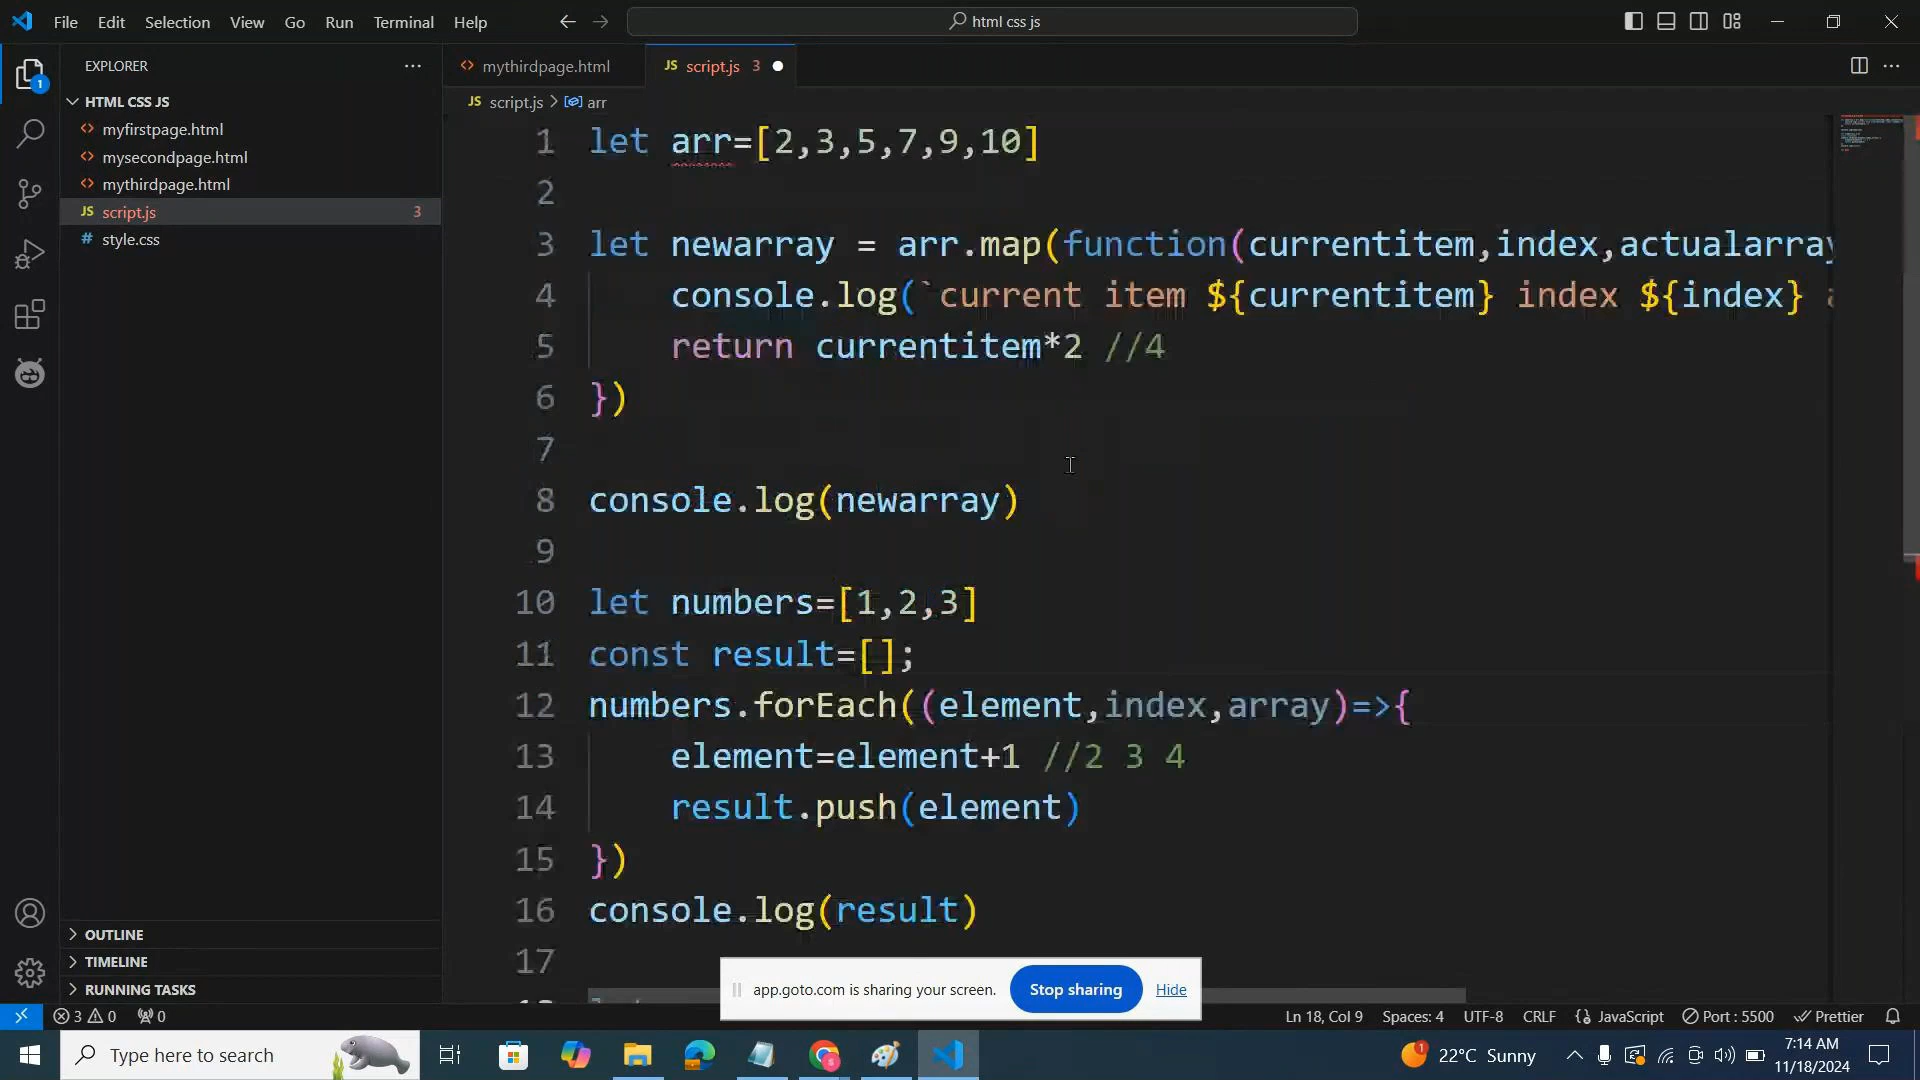 File Edit Selection View Go Run Terminal Help
html css js
EXPLORER
HTML CSS JS
myfirstpage.html
mysecondpage.html
mythirdpage.html
JS script.js 3
# style.css
OUTLINE
TIMELINE
RUNNING TASKS
1
mythirdpage.html
JS script.js 3
JS script.js > arr
1 let arr=[2,3,5,7,9,10]
2
3 let newarray = arr.map(function(currentitem,index,actualarray
4 console.log(`current item ${currentitem} index ${index}
5 return currentitem*2 //4
6 })
7
8 console.log(newarray)
9
10 let numbers=[1,2,3]
11 const result=[];
12 numbers.forEach((element,index,array)=>{
13 element=element+1 //2 3 4
14 result.push(element)
15 })
16 console.log(result)
17
app.goto.com is sharing your screen. Stop sharing Hide
3 0 0 Ln 18, Col 9 Spaces: 4 UTF-8 CRLF {} JavaScript Port : 5500 Prettier
Type here to search
1 22°C Sunny
7:14 AM
11/18/2024